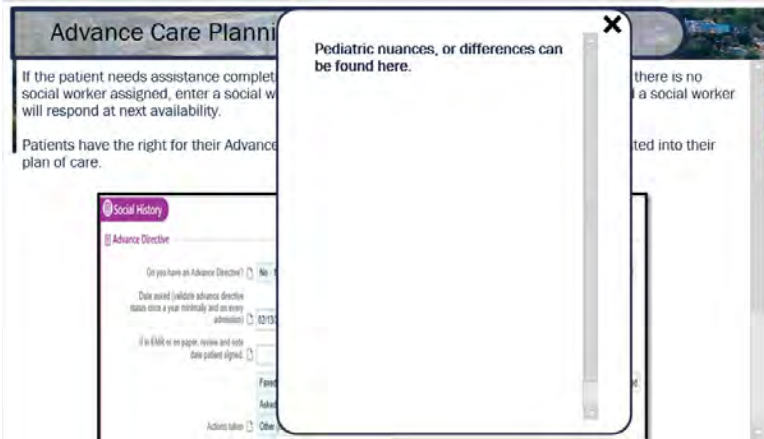 Advance Care Planni
Pediatric nuances, or differences can
be found here.
If the patient needs assistance complet
there is no
social worker assigned, enter a social w
a social worker
will respond at next availability.
Patients have the right for their Advance
ted into their
plan of care.
Social History
Advance Directive
Do you have an Advance Directive?
No
Date asked (validate advance directive
status once a year minimally and on every
admission)
02/13/
If in EMR or on paper, review and note
date patient signed.
Faxed
Asked
Actions taken
Other